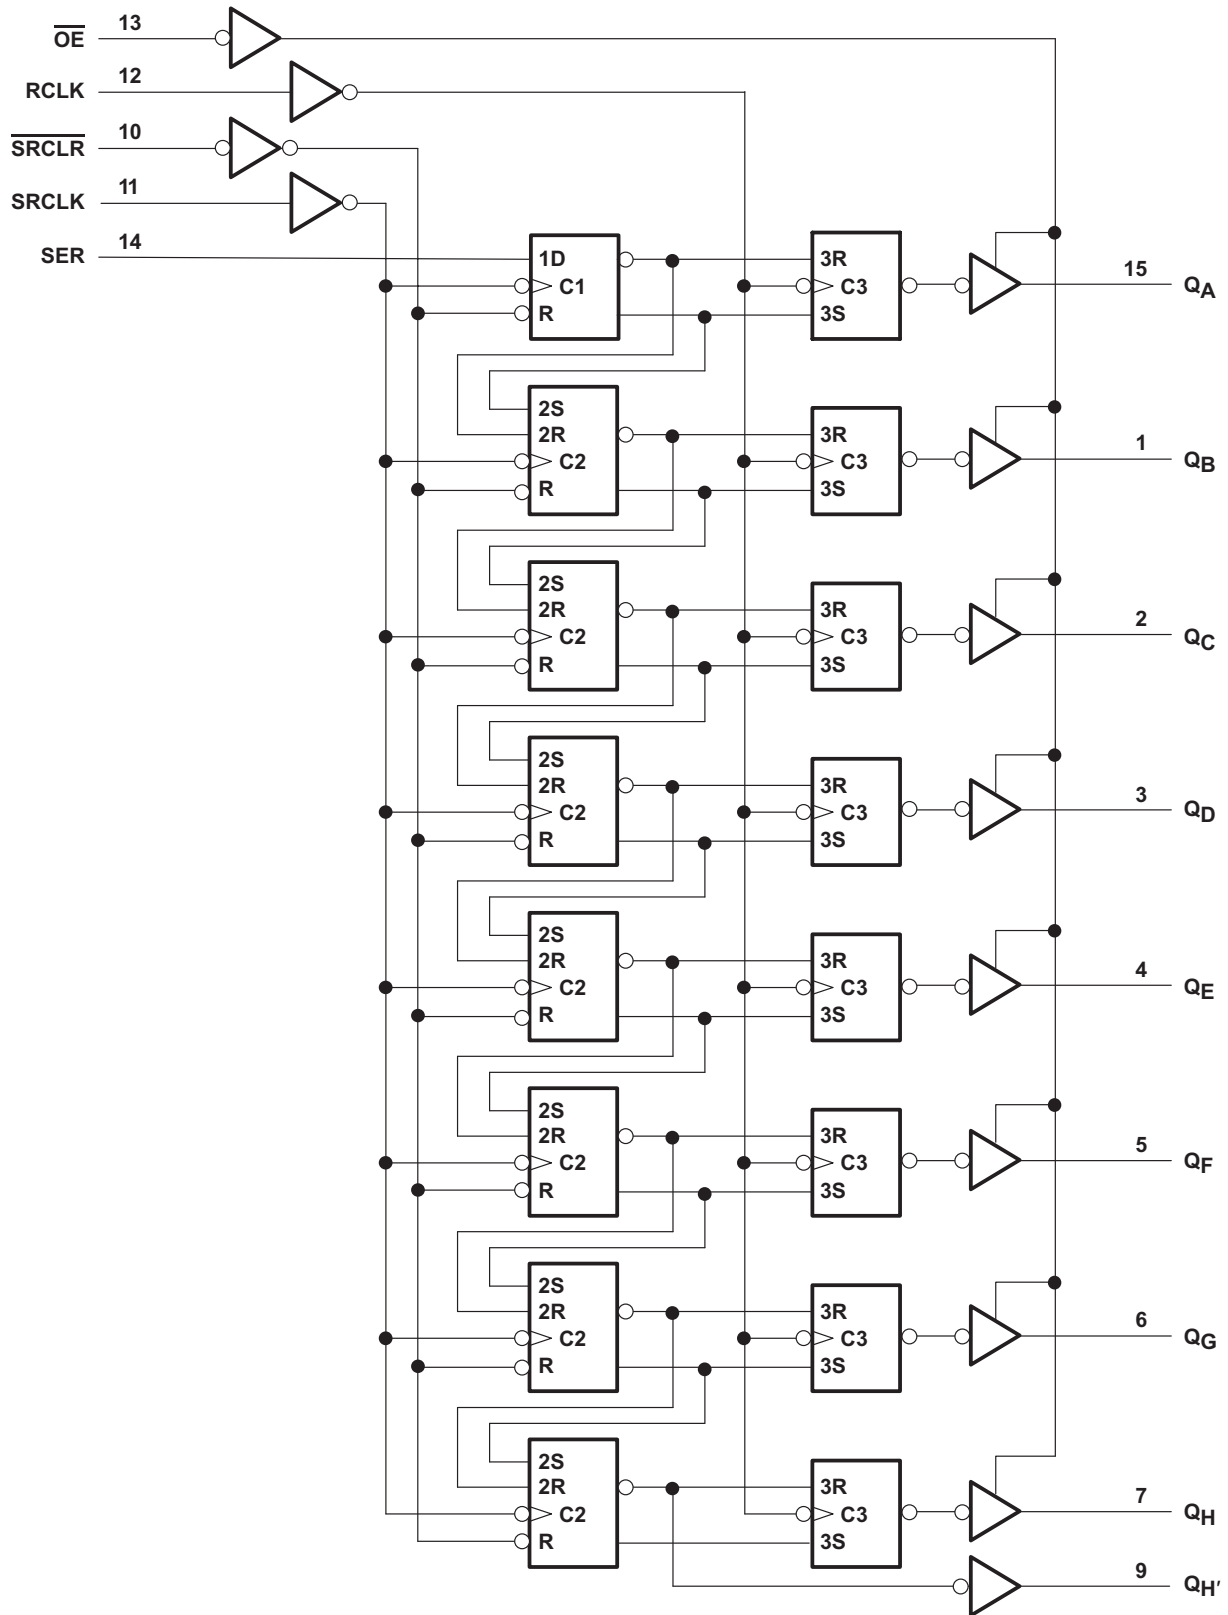 OE 13
RCLK 12
SRCLR 10
SRCLK 11
SER 14
1D
C1
R
3R
C3
3S
15 QA
2S
2R
C2
R
3R
C3
3S
1 QB
2S
2R
C2
R
3R
C3
3S
2 QC
2S
2R
C2
R
3R
C3
3S
3 QD
2S
2R
C2
R
3R
C3
3S
4 QE
2S
2R
C2
R
3R
C3
3S
5 QF
2S
2R
C2
R
3R
C3
3S
6 QG
2S
2R
C2
R
3R
C3
3S
7 QH
9 QH′